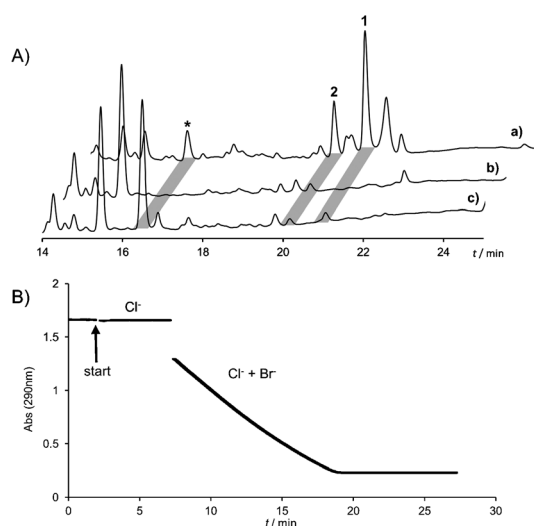 A)
1
2
*
a)
b)
c)
14 16 18 20 22 24
t / min
B)
2
Cl-
1.5
start
Cl- + Br-
1
Abs (290nm)
0.5
0
0 5 10 15 20 25 30
t / min